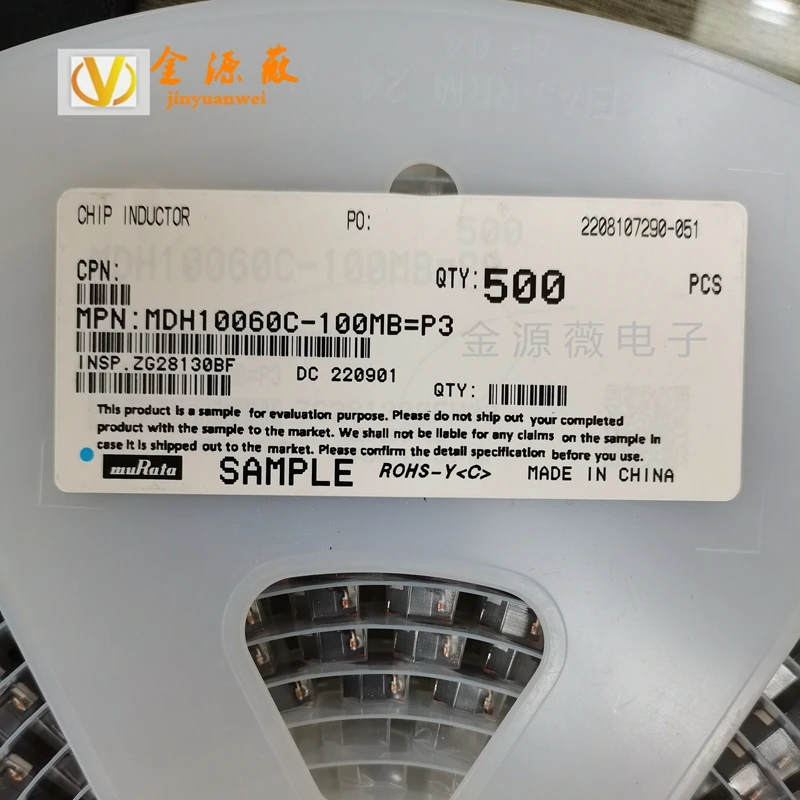 金源薇
jinyuanwei
CHIP INDUCTOR PO: 2208107290-051
CPN: QTY:500 PCS
MPN:MDH10060C-100MB=P3
金源薇电子
INSP.ZG28130BF DC 220901
QTY:
This product is a sample for evaluation purpose. Please do not ship out your completed
product with the sample to the market. We shall not be liable for any claims on the sample in
case it is shipped out to the market. Please confirm the detail specification before you use.
muRata SAMPLE ROHS-Y<C> MADE IN CHINA